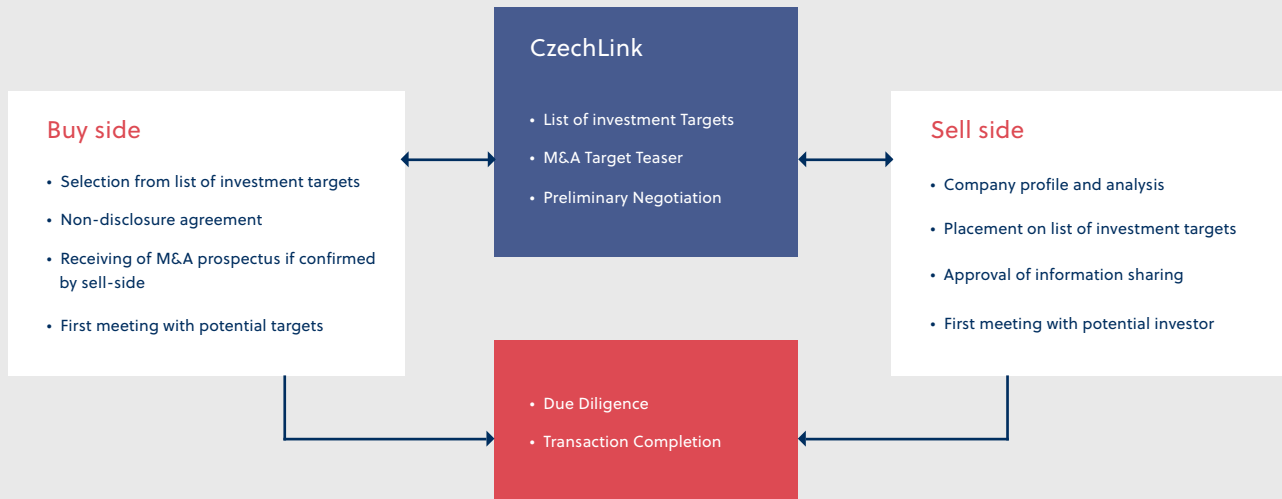 Buy side
• Selection from list of investment targets
• Non-disclosure agreement
• Receiving of M&A prospectus if confirmed
by sell-side
• First meeting with potential targets
CzechLink
• List of investment Targets
• M&A Target Teaser
• Preliminary Negotiation
Sell side
• Company profile and analysis
• Placement on list of investment targets
• Approval of information sharing
• First meeting with potential investor
• Due Diligence
• Transaction Completion